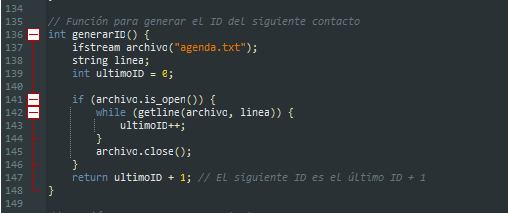 134
135 // Función para generar el ID del siguiente contacto
136 int generarID() {
137 ifstream archivo("agenda.txt");
138 string linea;
139 int ultimoID = 0;
140
141 if (archivo.is_open()) {
142 while (getline(archivo, linea)) {
143 ultimoID++;
144 }
145 archivo.close();
146 }
147 return ultimoID + 1; // El siguiente ID es el último ID + 1
148 }
149